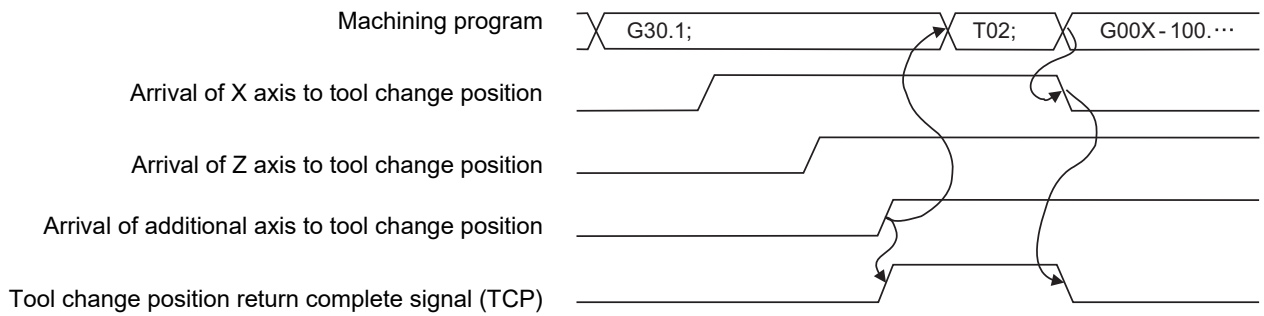 Machining program
G30.1; T02; G00X-100.…
Arrival of X axis to tool change position
Arrival of Z axis to tool change position
Arrival of additional axis to tool change position
Tool change position return complete signal (TCP)